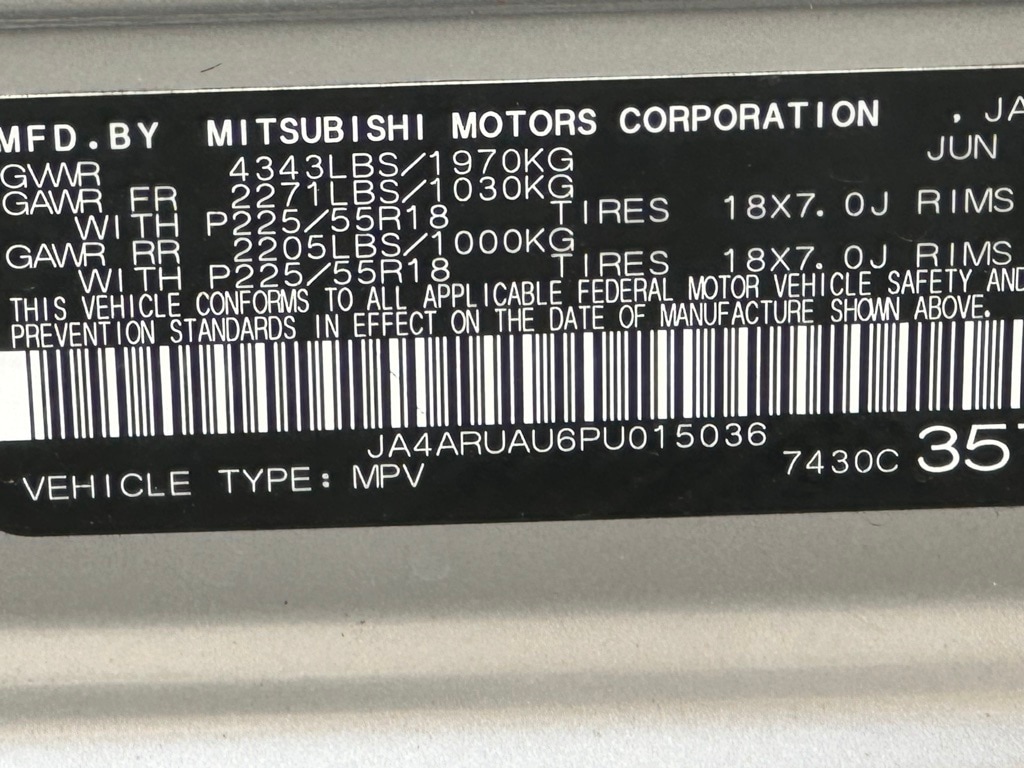 MFD.BY MITSUBISHI MOTORS CORPORATION . JA
JUN
GVWR 4343LBS/1970KG
GAWR FR 2271LBS/1030KG
WITH P225/55R18 TIRES 18X7.0J RIMS
GAWR RR 2205LBS/1000KG
WITH P225/55R18 TIRES 18X7.0J RIMS
THIS VEHICLE CONFORMS TO ALL APPLICABLE FEDERAL MOTOR VEHICLE SAFETY AND
PREVENTION STANDARDS IN EFFECT ON THE DATE OF MANUFACTURE SHOWN ABOVE.
JA4ARUAU6PU015036
7430C 35
VEHICLE TYPE: MPV